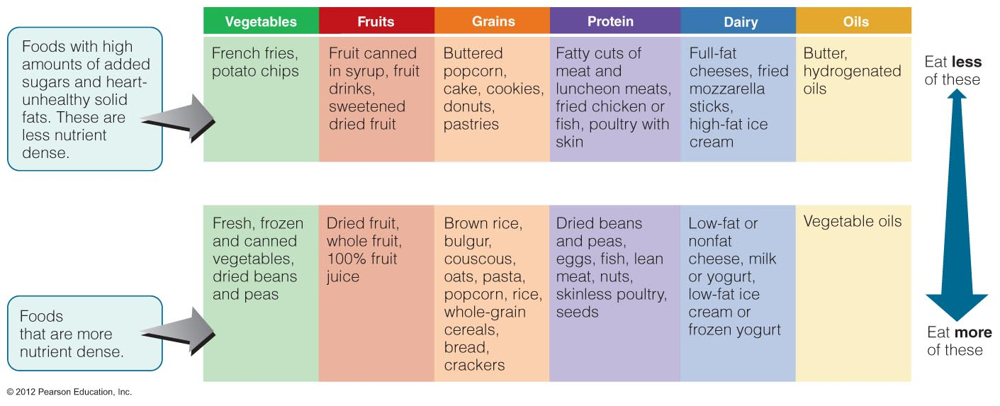 Vegetables
Fruits
Grains
Protein
Dairy
Oils
Foods with high
amounts of added
sugars and heart-
unhealthy solid
fats. These are
less nutrient
dense.
French fries,
potato chips
Fruit canned
in syrup, fruit
drinks,
sweetened
dried fruit
Buttered
popcorn,
cake, cookies,
donuts,
pastries
Fatty cuts of
meat and
luncheon meats,
fried chicken or
fish, poultry with
skin
Full-fat
cheeses, fried
mozzarella
sticks,
high-fat ice
cream
Butter,
hydrogenated
oils
Eat less
of these
Foods
that are more
nutrient dense.
Fresh, frozen
and canned
vegetables,
dried beans
and peas
Dried fruit,
whole fruit,
100% fruit
juice
Brown rice,
bulgur,
couscous,
oats, pasta,
popcorn, rice,
whole-grain
cereals,
bread,
crackers
Dried beans
and peas,
eggs, fish, lean
meat, nuts,
skinless poultry,
seeds
Low-fat or
nonfat
cheese, milk
or yogurt,
low-fat ice
cream or
frozen yogurt
Vegetable oils
Eat more
of these
© 2012 Pearson Education, Inc.